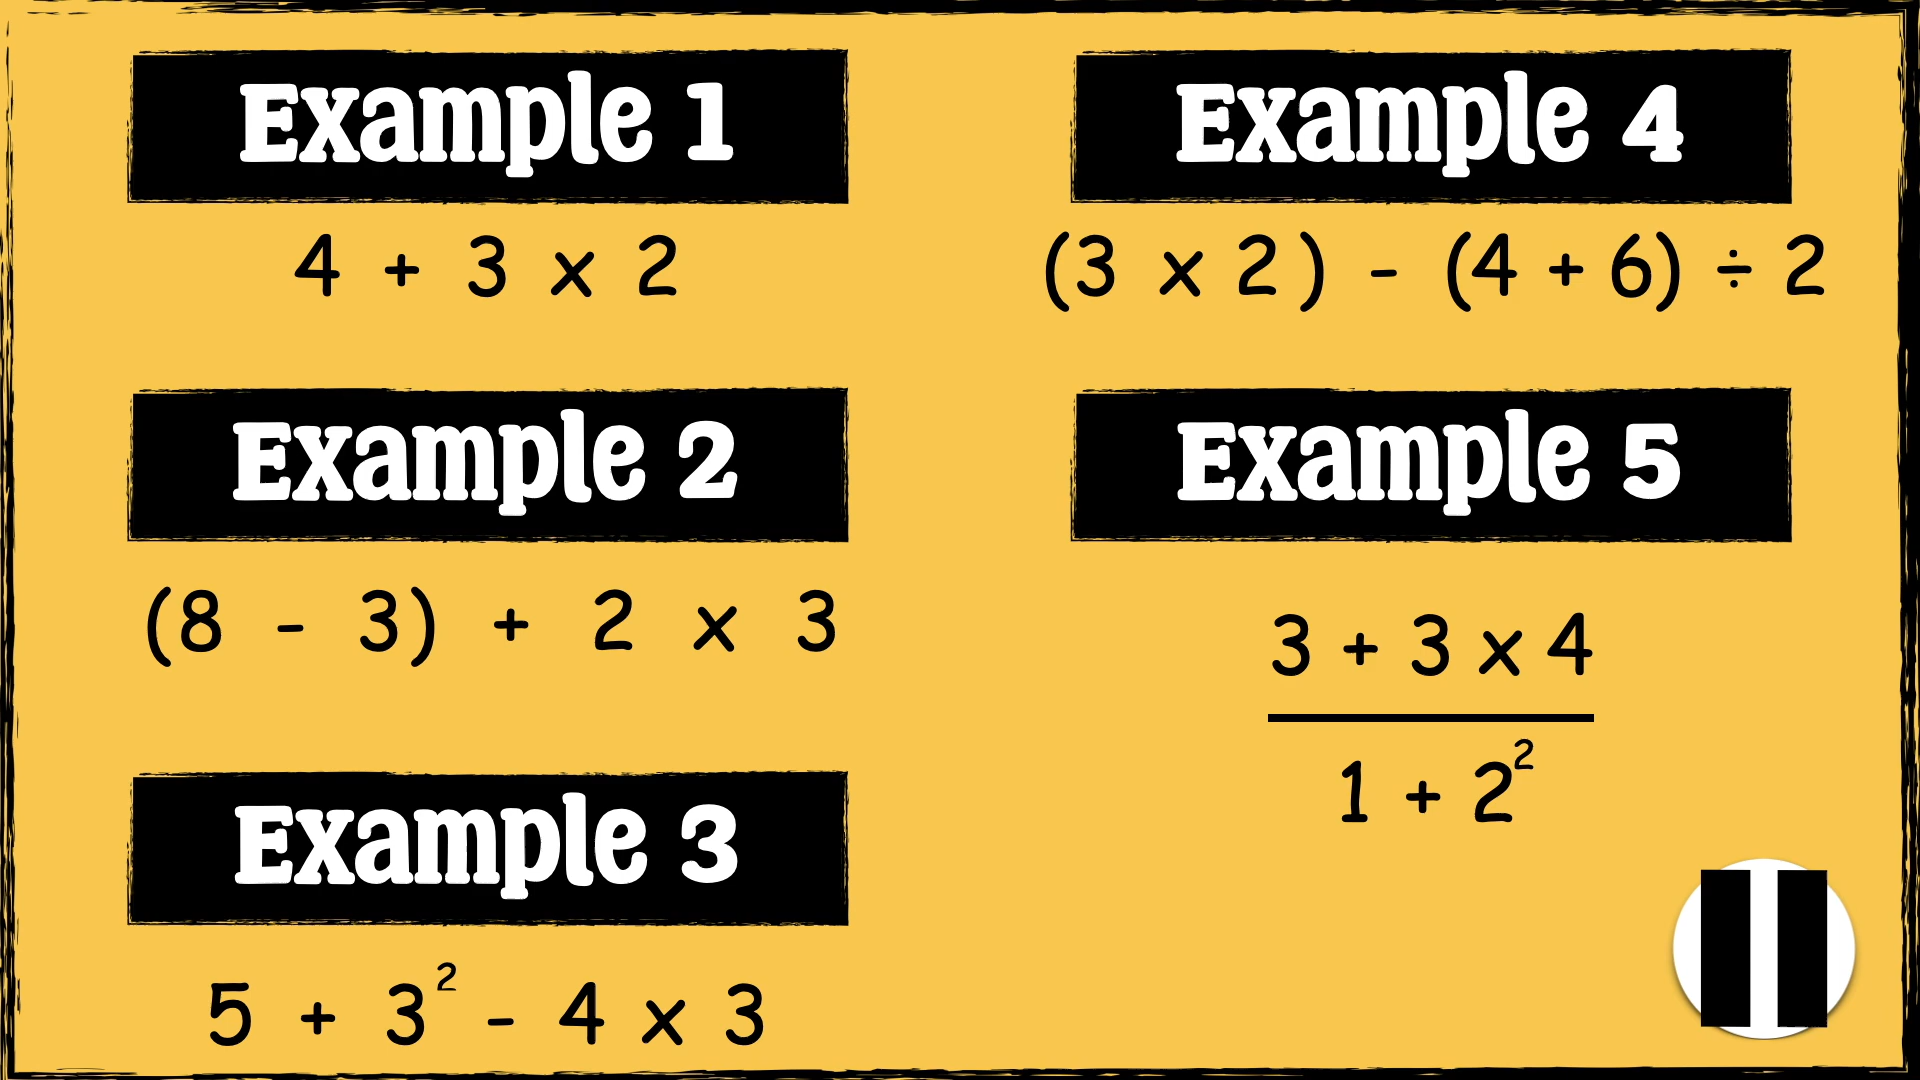 Example 1
4 + 3 x 2
Example 2
(8 - 3) + 2 x 3
Example 3
5 + 3² - 4 x 3
Example 4
(3 x 2) - (4 + 6) ÷ 2
Example 5
3 + 3 x 4
1 + 2²